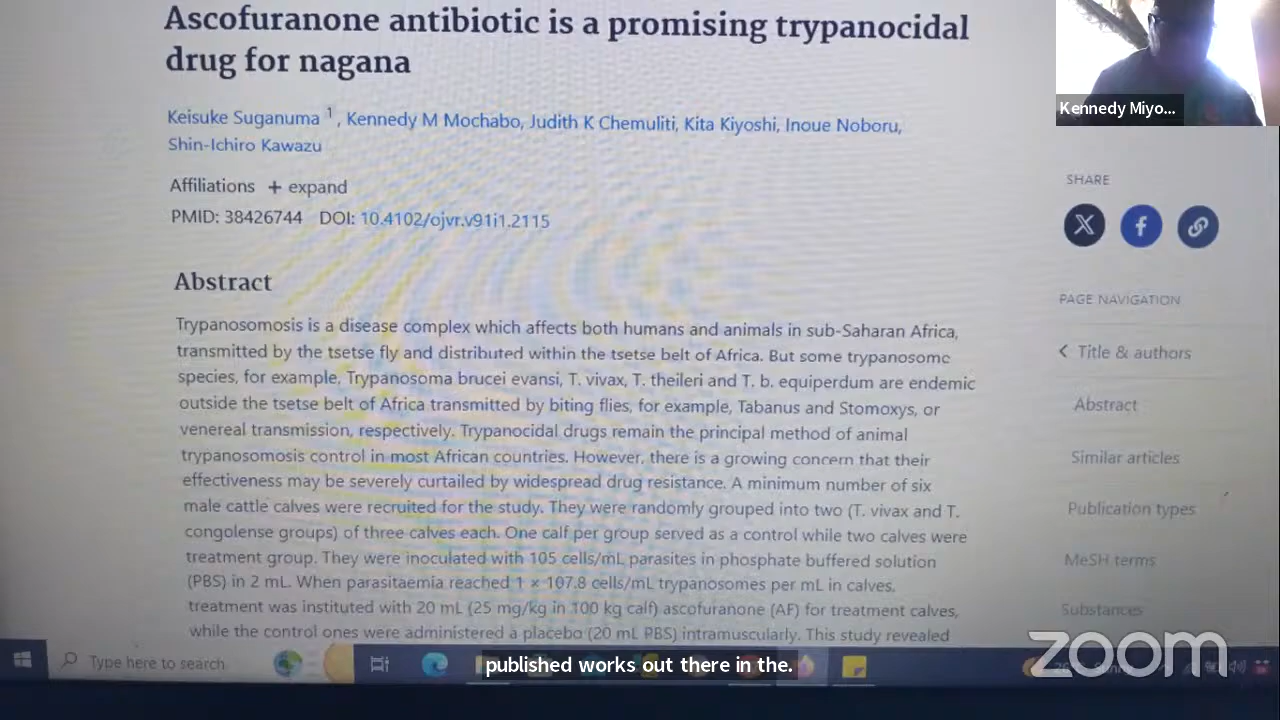 Ascofuranone antibiotic is a promising trypanocidal
drug for nagana
Keisuke Suganuma 1, Kennedy M Mochabo, Judith K Chemuliti, Kita Kiyoshi, Inoue Noboru,
Shin-Ichiro Kawazu
Affiliations + expand
PMID: 38426744 DOI: 10.4102/ojvr.v91i1.2115
Abstract
Trypanosomosis is a disease complex which affects both humans and animals in sub-Saharan Africa,
transmitted by the tsetse fly and distributed within the tsetse belt of Africa. But some trypanosome
species, for example, Trypanosoma brucei evansi, T. vivax, T. theileri and T. b. equiperdum are endemic
outside the tsetse belt of Africa transmitted by biting flies, for example, Tabanus and Stomoxys, or
venereal transmission, respectively. Trypanocidal drugs remain the principal method of animal
trypanosomosis control in most African countries. However, there is a growing concern that their
effectiveness may be severely curtailed by widespread drug resistance. A minimum number of six
male cattle calves were recruited for the study. They were randomly grouped into two (T. vivax and T.
congolense groups) of three calves each. One calf per group served as a control while two calves were
treatment group. They were inoculated with 105 cells/mL parasites in phosphate buffered solution
(PBS) in 2 mL. When parasitaemia reached 1 × 107.8 cells/mL trypanosomes per mL in calves,
treatment was instituted with 20 mL (25 mg/kg in 100 kg calf) ascofuranone (AF) for treatment calves,
while the control ones were administered a placebo (20 mL PBS) intramuscularly. This study revealed
Kennedy Miyo...
SHARE
PAGE NAVIGATION
< Title & authors
Abstract
Similar articles
Publication types
MeSH terms
Substances
zoom
Type here to search
published works out there in the.